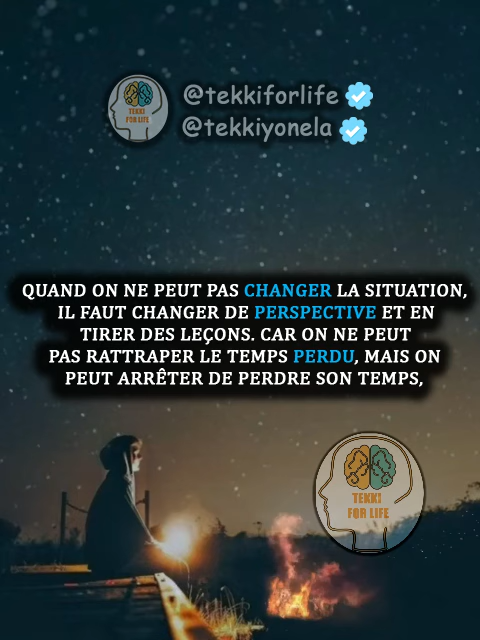 @tekkiforlife
@tekkiyonela
TEKKI
FOR LIFE
QUAND ON NE PEUT PAS CHANGER LA SITUATION,
IL FAUT CHANGER DE PERSPECTIVE ET EN
TIRER DES LEÇONS. CAR ON NE PEUT
PAS RATTRAPER LE TEMPS PERDU, MAIS ON
PEUT ARRÊTER DE PERDRE SON TEMPS,
TEKKI
FOR LIFE